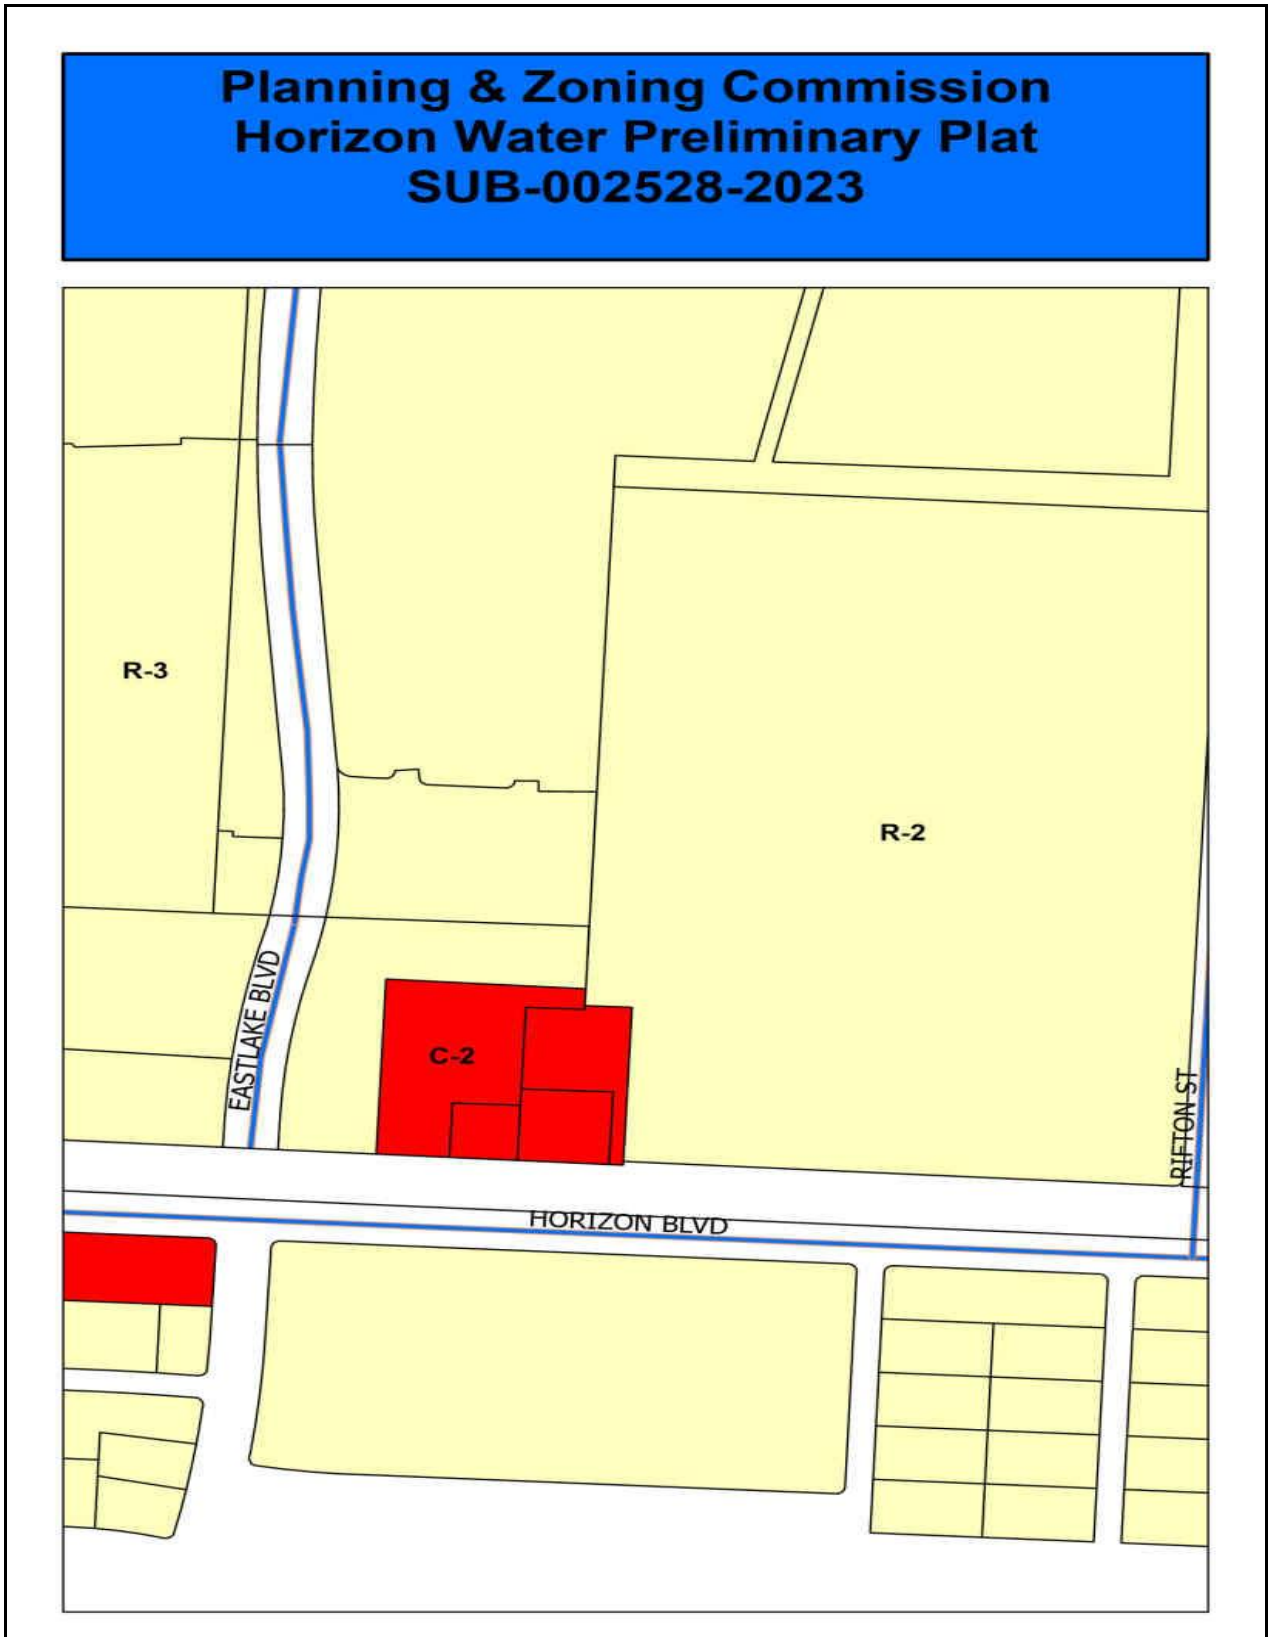 Planning & Zoning Commission
Horizon Water Preliminary Plat
SUB-002528-2023
R-3
R-2
EASTLAKE BLVD
C-2
RIFTON ST
HORIZON BLVD